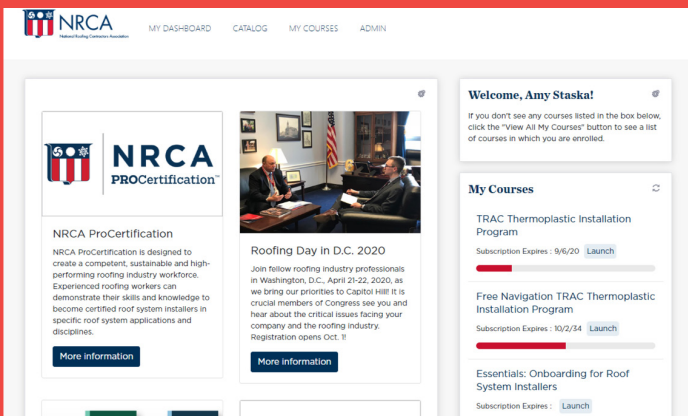 NRCA
National Roofing Contractors Association
MY DASHBOARD
CATALOG
MY COURSES
ADMIN
NRCA
PROCertification™
NRCA ProCertification
NRCA ProCertification is designed to
create a competent, sustainable and high-
performing roofing industry workforce.
Experienced roofing workers can
demonstrate their skills and knowledge to
become certified roof system installers in
specific roof system applications and
disciplines.
More information
Roofing Day in D.C. 2020
Join fellow roofing industry professionals
in Washington, D.C., April 21-22, 2020, as
we bring our priorities to Capitol Hill! It is
crucial members of Congress see you and
hear about the critical issues facing your
company and the roofing industry.
Registration opens Oct. 1!
More information
Welcome, Amy Staska!
If you don't see any courses listed in the box below,
click the "View All My Courses" button to see a list
of courses in which you are enrolled.
My Courses
TRAC Thermoplastic Installation
Program
Subscription Expires : 9/6/20 Launch
Free Navigation TRAC Thermoplastic
Installation Program
Subscription Expires : 10/2/34 Launch
Essentials: Onboarding for Roof
System Installers
Subscription Expires : Launch